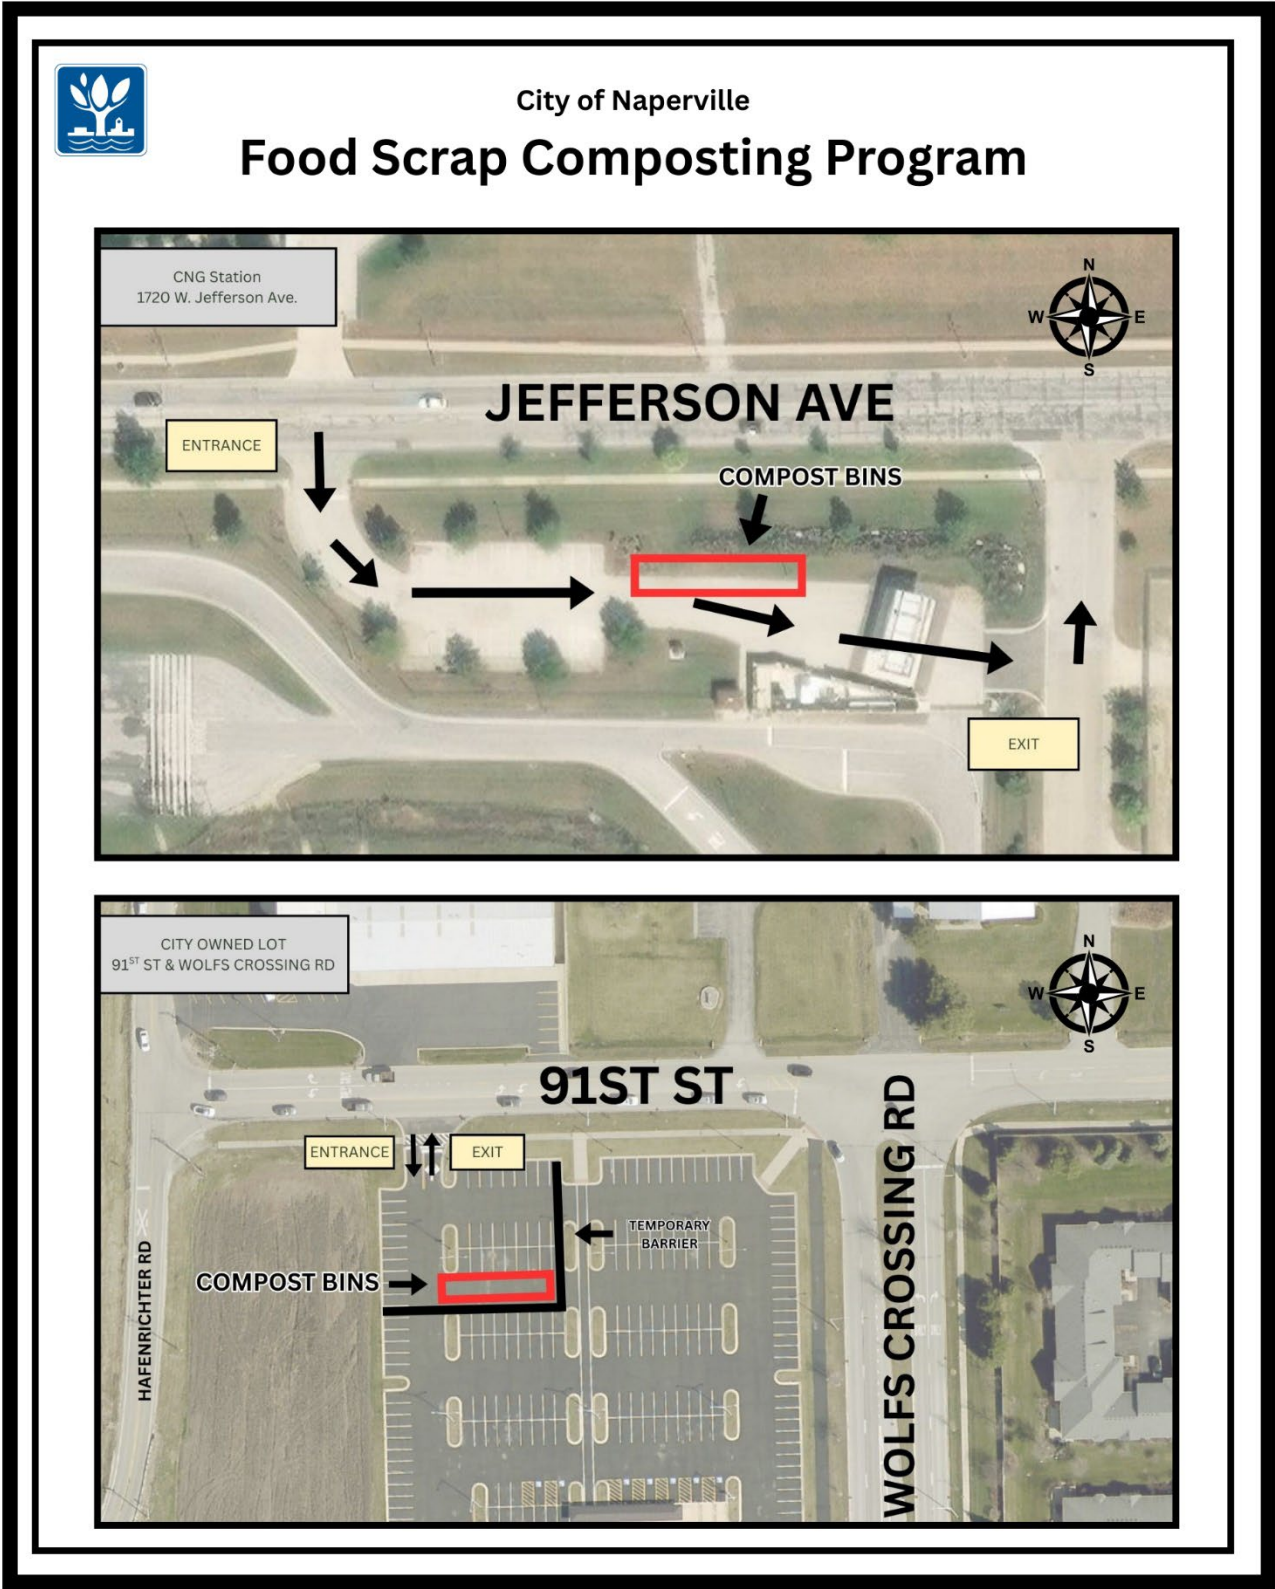 City of Naperville
Food Scrap Composting Program
CNG Station
1720 W. Jefferson Ave.
N
W
E
S
JEFFERSON AVE
ENTRANCE
COMPOST BINS
EXIT
CITY OWNED LOT
91ST ST & WOLFS CROSSING RD
N
W
E
S
91ST ST
ENTRANCE
EXIT
TEMPORARY
BARRIER
COMPOST BINS
HAFENRICHTER RD
WOLFS CROSSING RD